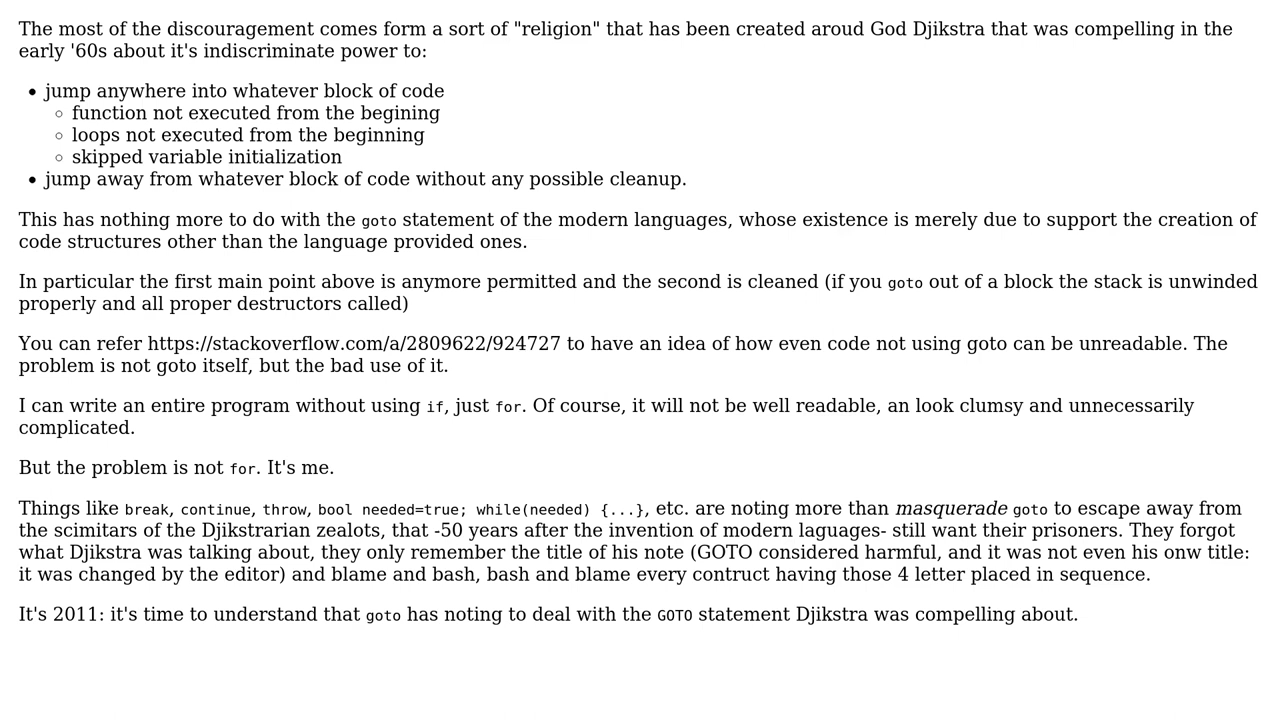 The most of the discouragement comes form a sort of "religion" that has been created aroud God Djikstra that was compelling in the
early '60s about it's indiscriminate power to:
• jump anywhere into whatever block of code
◦ function not executed from the begining
◦ loops not executed from the beginning
◦ skipped variable initialization
• jump away from whatever block of code without any possible cleanup.
This has nothing more to do with the goto statement of the modern languages, whose existence is merely due to support the creation of
code structures other than the language provided ones.
In particular the first main point above is anymore permitted and the second is cleaned (if you goto out of a block the stack is unwinded
properly and all proper destructors called)
You can refer https://stackoverflow.com/a/2809622/924727 to have an idea of how even code not using goto can be unreadable. The
problem is not goto itself, but the bad use of it.
I can write an entire program without using if, just for. Of course, it will not be well readable, an look clumsy and unnecessarily
complicated.
But the problem is not for. It's me.
Things like break, continue, throw, bool needed=true; while(needed) {...}, etc. are noting more than masquerade goto to escape away from
the scimitars of the Djikstrarian zealots, that -50 years after the invention of modern laguages- still want their prisoners. They forgot
what Djikstra was talking about, they only remember the title of his note (GOTO considered harmful, and it was not even his onw title:
it was changed by the editor) and blame and bash, bash and blame every contruct having those 4 letter placed in sequence.
It's 2011: it's time to understand that goto has noting to deal with the GOTO statement Djikstra was compelling about.